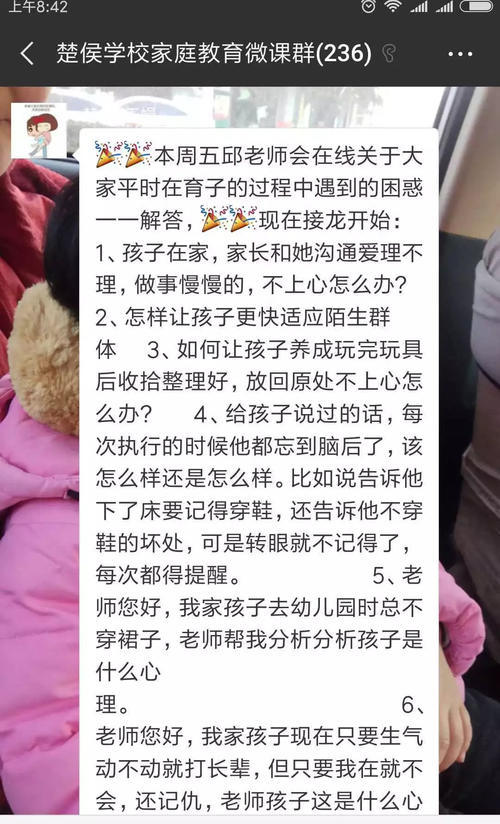 上午8:42
楚侯学校家庭教育微课群(236)
本周五邱老师会在线关于大
家平时在育子的过程中遇到的困惑
一一解答，现在接龙开始：
1、孩子在家，家长和她沟通爱理不
理，做事慢慢的，不上心怎么办？
2、怎样让孩子更快适应陌生群
体 3、如何让孩子养成玩完玩具
后收拾整理好，放回原处不上心怎
么办？ 4、给孩子说过的话，每
次执行的时候他都忘到脑后了，该
怎么样还是怎么样。比如说告诉他
下了床要记得穿鞋，还告诉他不穿
鞋的坏处，可是转眼就不记得了，
每次都得提醒。 5、老
师您好，我家孩子去幼儿园时总不
穿裙子，老师帮我分析分析孩子是
什么心
理。 6、
老师您好，我家孩子现在只要生气
动不动就打长辈，但只要我在就不
会，还记仇，老师孩子这是什么心